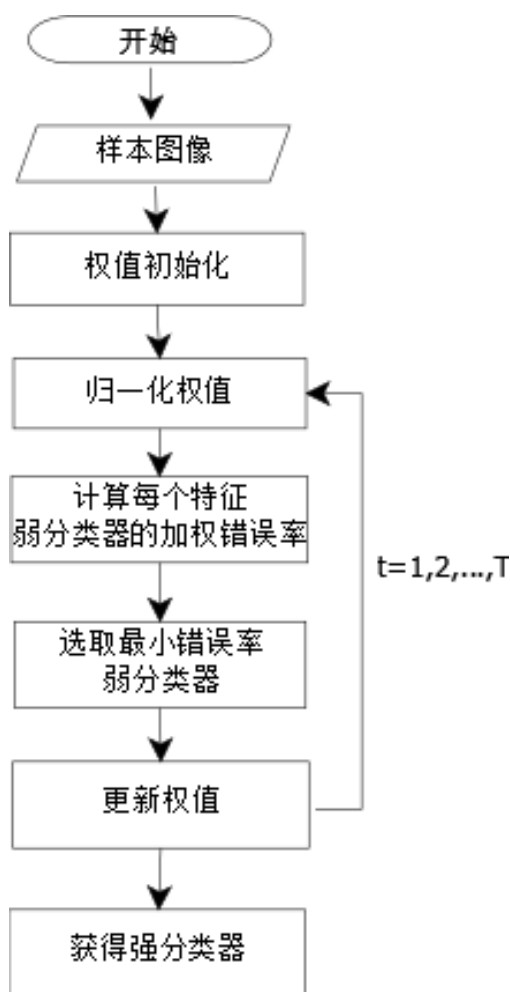 开始
样本图像
权值初始化
归一化权值
计算每个特征
弱分类器的加权错误率
t=1,2,...,T
选取最小错误率
弱分类器
更新权值
获得强分类器